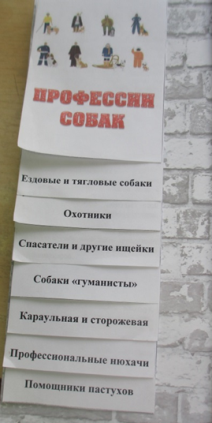 ПРОФЕССИИ
СОБАК
Ездовые и тягловые собаки
Охотники
Спасатели и другие ищейки
Собаки «гуманисты»
Караульная и сторожевая
Профессиональные нюхачи
Помощники пастухов